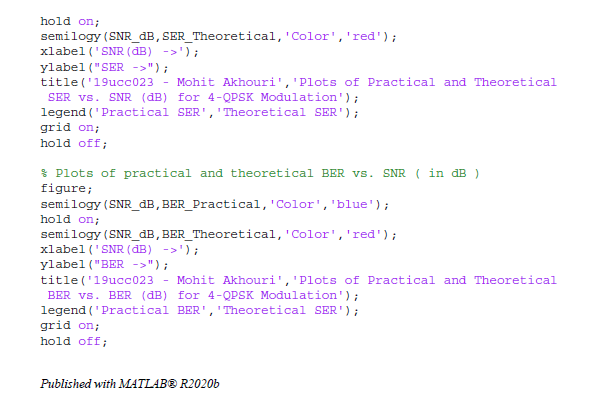 hold on;
semilogy(SNR_dB,SER_Theoretical,'Color','red');
xlabel('SNR(dB) ->');
ylabel("SER ->");
title('19ucc023 - Mohit Akhouri','Plots of Practical and Theoretical
SER vs. SNR (dB) for 4-QPSK Modulation');
legend('Practical SER','Theoretical SER');
grid on;
hold off;
% Plots of practical and theoretical BER vs. SNR ( in dB )
figure;
semilogy(SNR_dB,BER_Practical,'Color','blue');
hold on;
semilogy(SNR_dB,BER_Theoretical,'Color','red');
xlabel('SNR(dB) ->');
ylabel("BER ->");
title('19ucc023 - Mohit Akhouri','Plots of Practical and Theoretical
BER vs. BER (dB) for 4-QPSK Modulation');
legend('Practical BER','Theoretical SER');
grid on;
hold off;
Published with MATLAB® R2020b